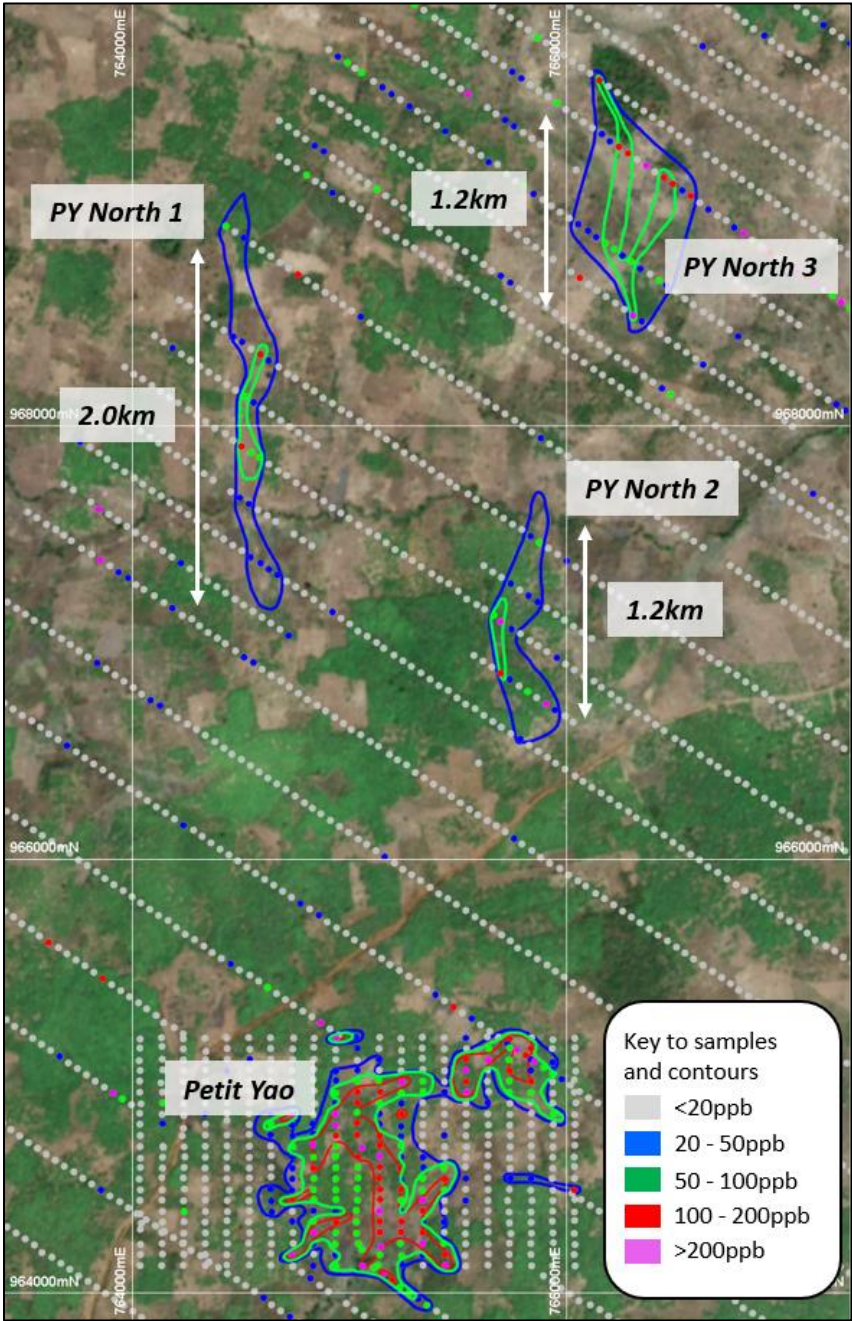 764000mE
766000mE
PY North 1
1.2km
PY North 3
2.0km
968000mN
968000mN
PY North 2
1.2km
966000mN
966000mN
Petit Yao
Key to samples
and contours
<20ppb
20 - 50ppb
50 - 100ppb
100 - 200ppb
>200ppb
964000mN
964000mN
764000mE
766000mE